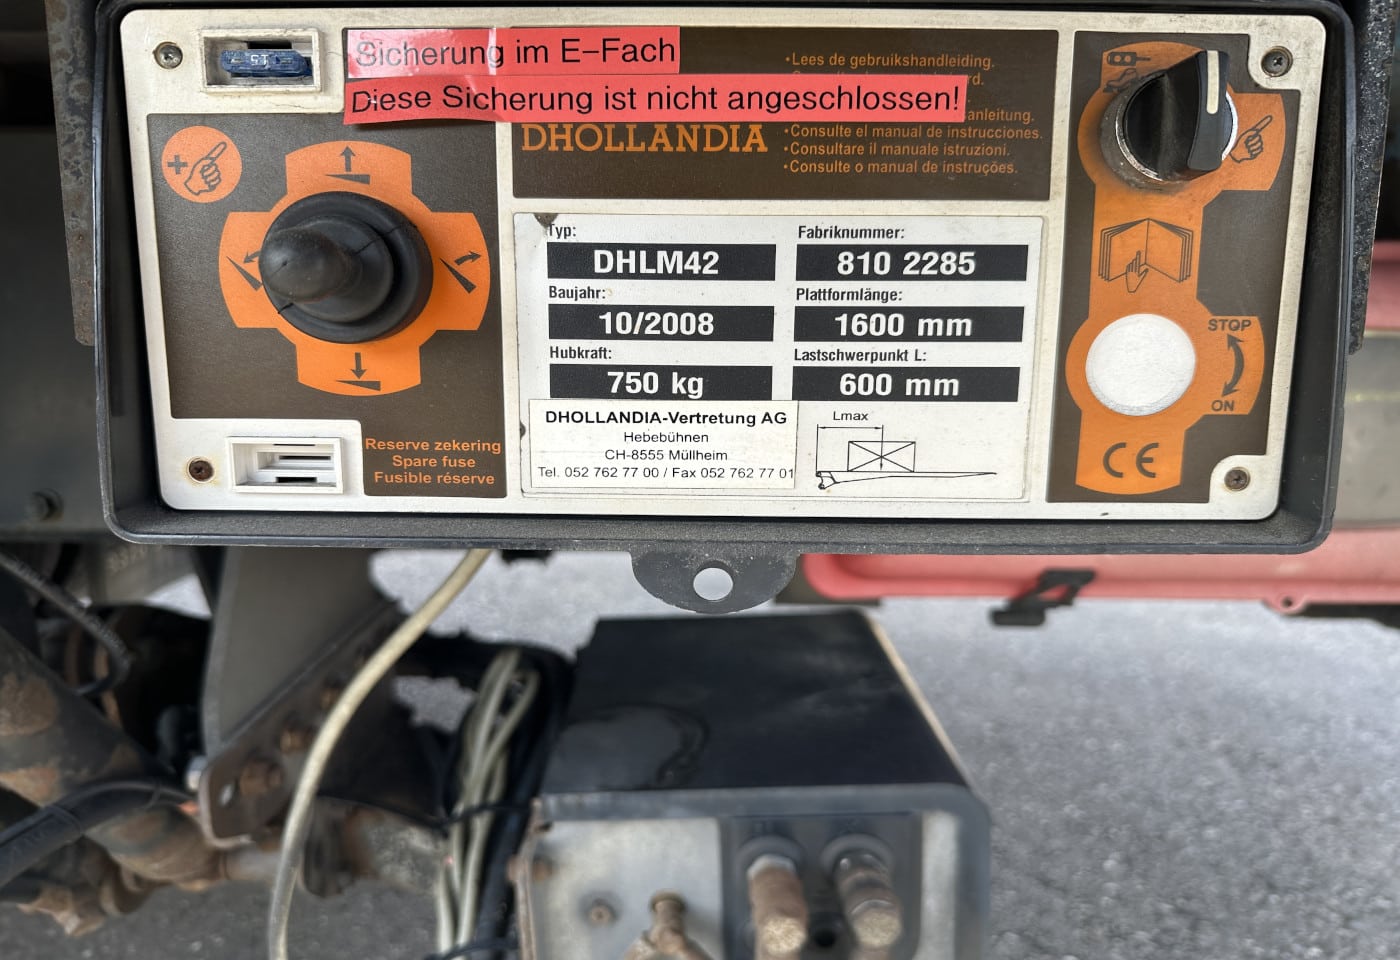 15
Sicherung im E-Fach
Diese Sicherung ist nicht angeschlossen!
•Lees de gebruikshandleiding.
•Consulte el manual de instrucciones.
•Consultare il manuale istruzioni.
•Consulte o manual de instruções.
DHOLLANDIA
+
Typ:
DHLM42
Fabriknummer:
810 2285
Baujahr:
10/2008
Plattformlänge:
1600 mm
Hubkraft:
750 kg
Lastschwerpunkt L:
600 mm
DHOLLANDIA-Vertretung AG
Hebebühnen
CH-8555 Müllheim
Tel. 052 762 77 00 / Fax 052 762 77 01
Lmax
Reserve zekering
Spare fuse
Fusible réserve
STOP
ON
CE